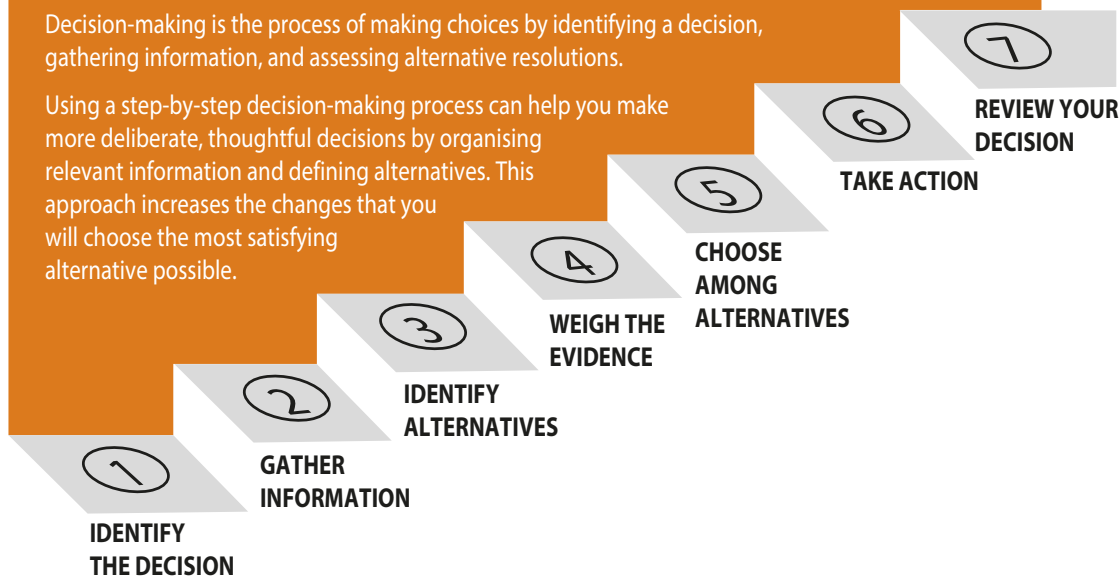 Decision-making is the process of making choices by identifying a decision,
gathering information, and assessing alternative resolutions.
Using a step-by-step decision-making process can help you make
more deliberate, thoughtful decisions by organising
relevant information and defining alternatives. This
approach increases the changes that you
will choose the most satisfying
alternative possible.
1
IDENTIFY
THE DECISION
2
GATHER
INFORMATION
3
IDENTIFY
ALTERNATIVES
4
WEIGH THE
EVIDENCE
5
CHOOSE
AMONG
ALTERNATIVES
6
TAKE ACTION
7
REVIEW YOUR
DECISION